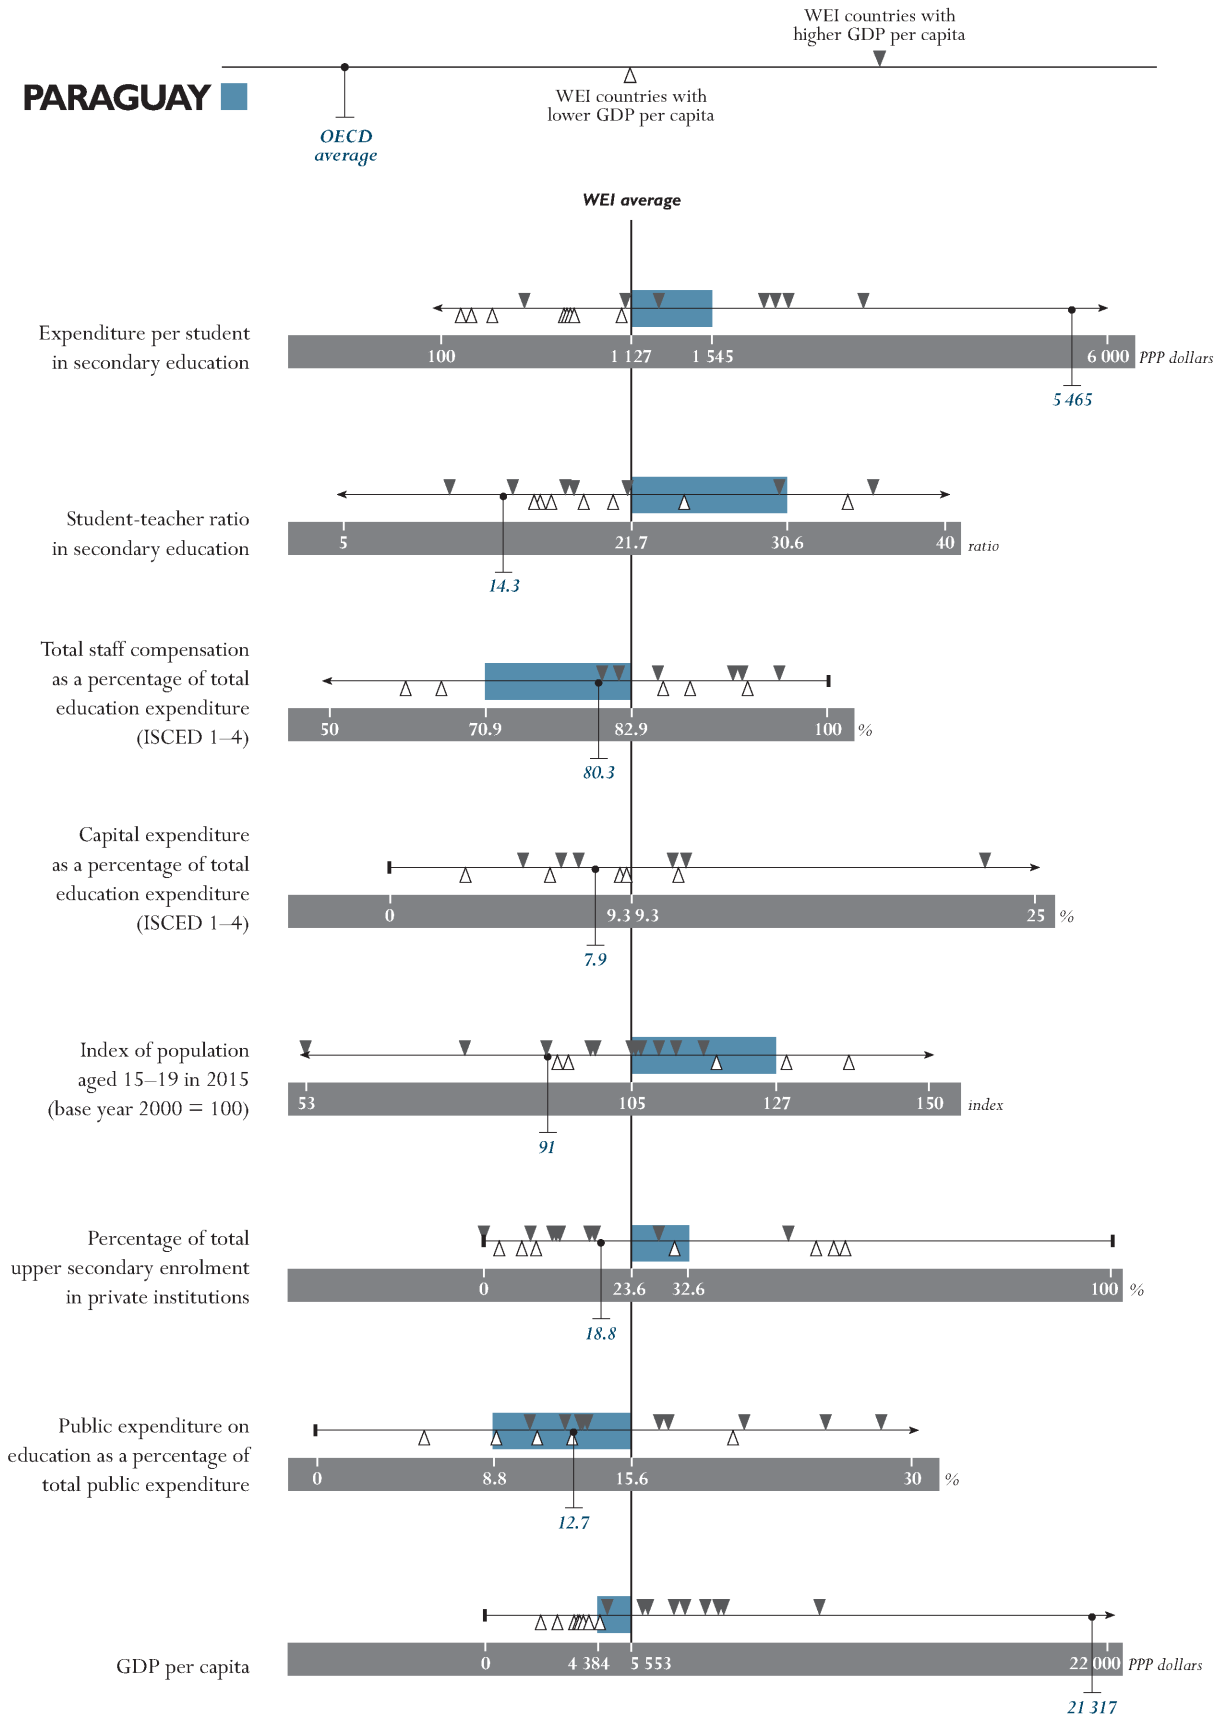 WEI countries with
higher GDP per capita
PARAGUAY
WEI countries with
lower GDP per capita
OECD
average
WEI average
Expenditure per student
in secondary education
100 1 127 1 545 6 000 PPP dollars
5 465
Student-teacher ratio
in secondary education
5 21.7 30.6 40 ratio
14.3
Total staff compensation
as a percentage of total
education expenditure
(ISCED 1–4)
50 70.9 82.9 100 %
80.3
Capital expenditure
as a percentage of total
education expenditure
(ISCED 1–4)
0 9.3 9.3 25 %
7.9
Index of population
aged 15–19 in 2015
(base year 2000 = 100)
53 105 127 150 index
91
Percentage of total
upper secondary enrolment
in private institutions
0 23.6 32.6 100 %
18.8
Public expenditure on
education as a percentage of
total public expenditure
0 8.8 15.6 30 %
12.7
GDP per capita
0 4 384 5 553 22 000 PPP dollars
21 317